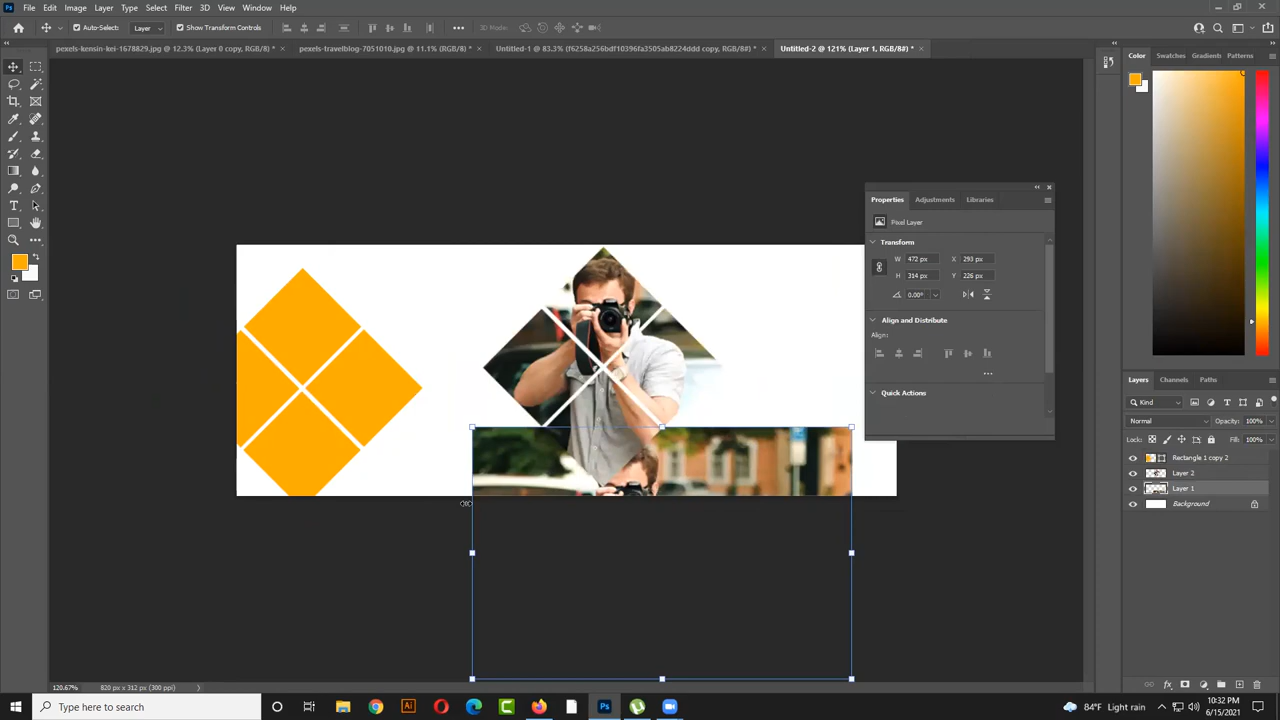 Ps File Edit Image Layer Type Select Filter 3D View Window Help
Auto-Select: Layer Show Transform Controls 3D Mode:
pexels-kensin-kei-1678829.jpg @ 12.3% (Layer 0 copy, RGB/8) * × pexels-travelblog-7051010.jpg @ 11.1% (RGB/8) * × Untitled-1 @ 83.3% (f6258a256bdf10396fa3505ab8224ddd copy, RGB/8#) * × Untitled-2 @ 121% (Layer 1, RGB/8#) * ×
Color Swatches Gradients Patterns
Properties Adjustments Libraries
Pixel Layer
Transform
W 472 px X 293 px
H 314 px Y 226 px
0.00°
Align and Distribute
Align:
Quick Actions
Layers Channels Paths
Kind
Normal Opacity: 100%
Lock: Fill: 100%
Rectangle 1 copy 2
Layer 2
Layer 1
Background
120.67% 820 px x 312 px (300 ppi)
Type here to search
Ai Ps
84°F Light rain
10:32 PM
6/15/2021